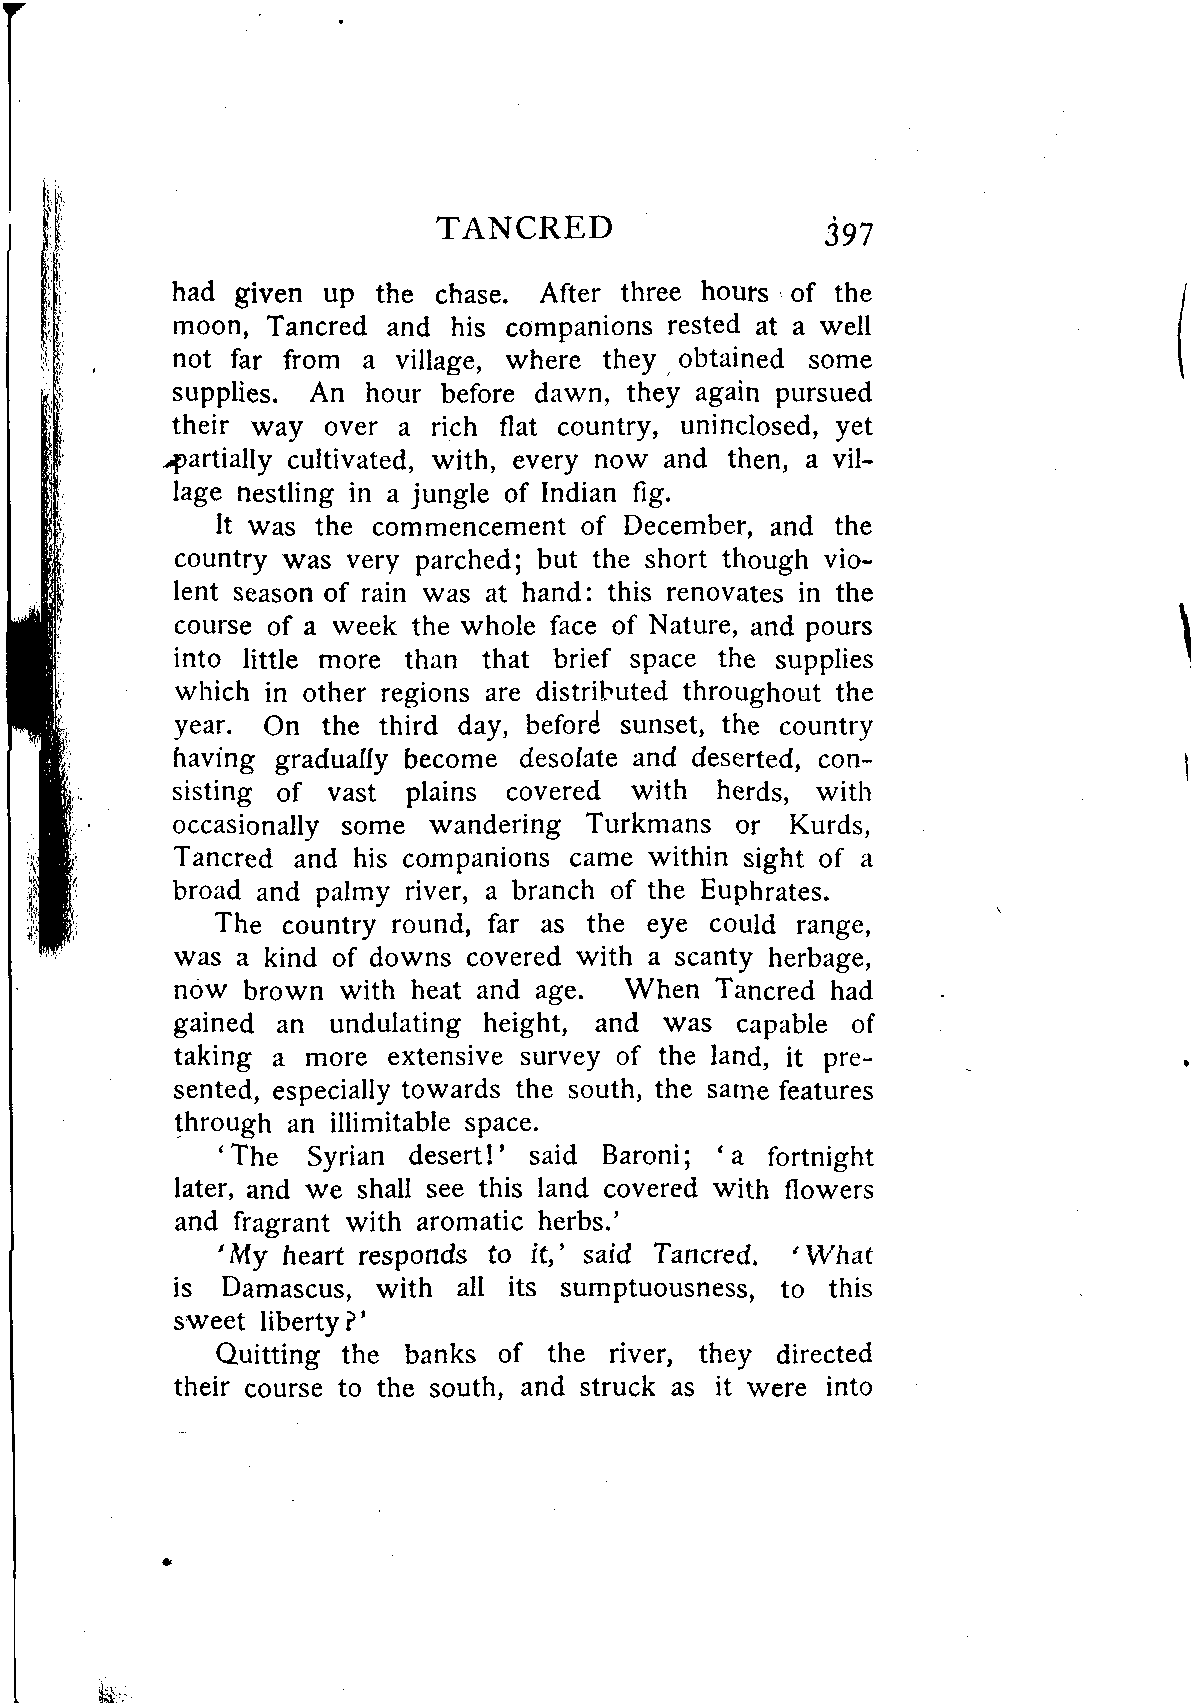 TANCRED 397
had given up the chase. After three hours of the
moon, Tancred and his companions rested at a well
not far from a village, where they obtained some
supplies. An hour before dawn, they again pursued
their way over a rich flat country, uninclosed, yet
partially cultivated, with, every now and then, a vil-
lage nestling in a jungle of Indian fig.
It was the commencement of December, and the
country was very parched; but the short though vio-
lent season of rain was at hand: this renovates in the
course of a week the whole face of Nature, and pours
into little more than that brief space the supplies
which in other regions are distributed throughout the
year. On the third day, before sunset, the country
having gradually become desolate and deserted, con-
sisting of vast plains covered with herds, with
occasionally some wandering Turkmans or Kurds,
Tancred and his companions came within sight of a
broad and palmy river, a branch of the Euphrates.
The country round, far as the eye could range,
was a kind of downs covered with a scanty herbage,
now brown with heat and age. When Tancred had
gained an undulating height, and was capable of
taking a more extensive survey of the land, it pre-
sented, especially towards the south, the same features
through an illimitable space.
'The Syrian desert!' said Baroni; 'a fortnight
later, and we shall see this land covered with flowers
and fragrant with aromatic herbs.'
'My heart responds to it,' said Tancred. 'What
is Damascus, with all its sumptuousness, to this
sweet liberty?'
Quitting the banks of the river, they directed
their course to the south, and struck as it were into